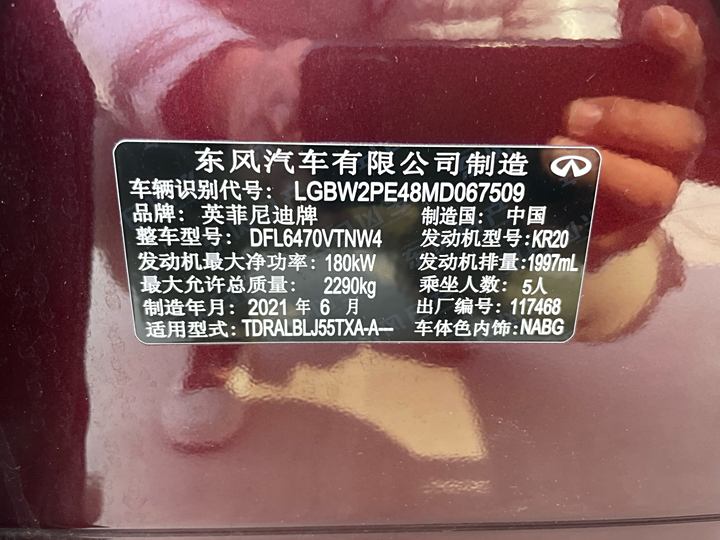 东风汽车有限公司制造
车辆识别代号: LGBW2PE48MD067509
品牌: 英菲尼迪牌 制造国: 中国
整车型号: DFL6470VTNW4 发动机型号: KR20
发动机最大净功率: 180kW 发动机排量: 1997mL
最大允许总质量: 2290kg 乘坐人数: 5人
制造年月: 2021 年 6 月 出厂编号: 117468
适用型式: TDRALBLJ55TXA-A--- 车体色内饰: NABG